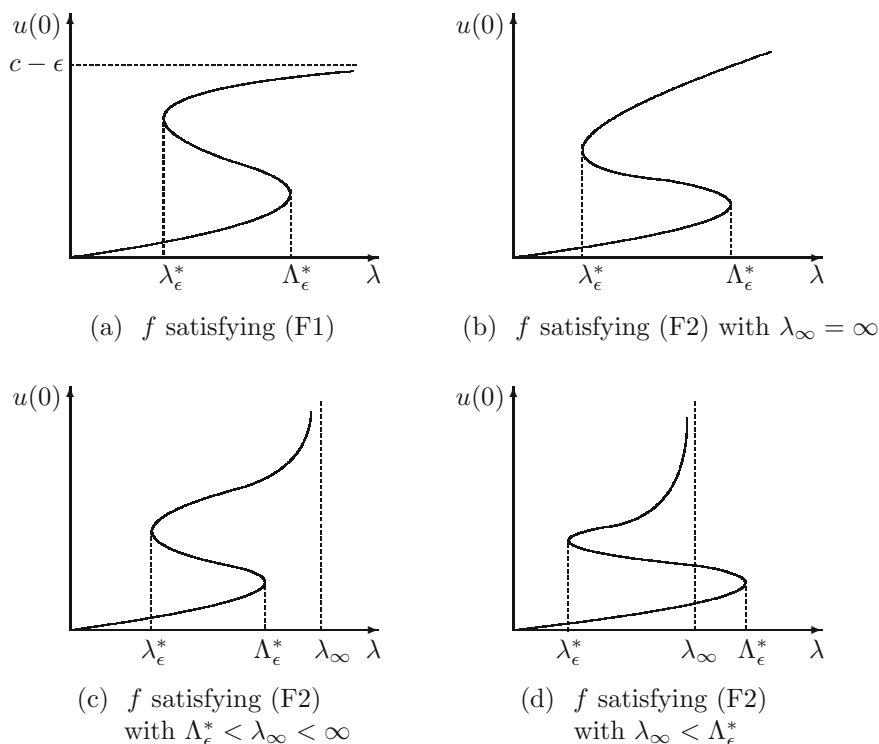 u(0)
c − ϵ
λ*ϵ
Λ*ϵ
λ
(a) f satisfying (F1)
u(0)
λ*ϵ
Λ*ϵ
λ
(b) f satisfying (F2) with λ∞ = ∞
u(0)
λ*ϵ
Λ*ϵ
λ∞
λ
(c) f satisfying (F2)
with Λ*ϵ < λ∞ < ∞
u(0)
λ*ϵ
λ∞
Λ*ϵ
λ
(d) f satisfying (F2)
with λ∞ < Λ*ϵ